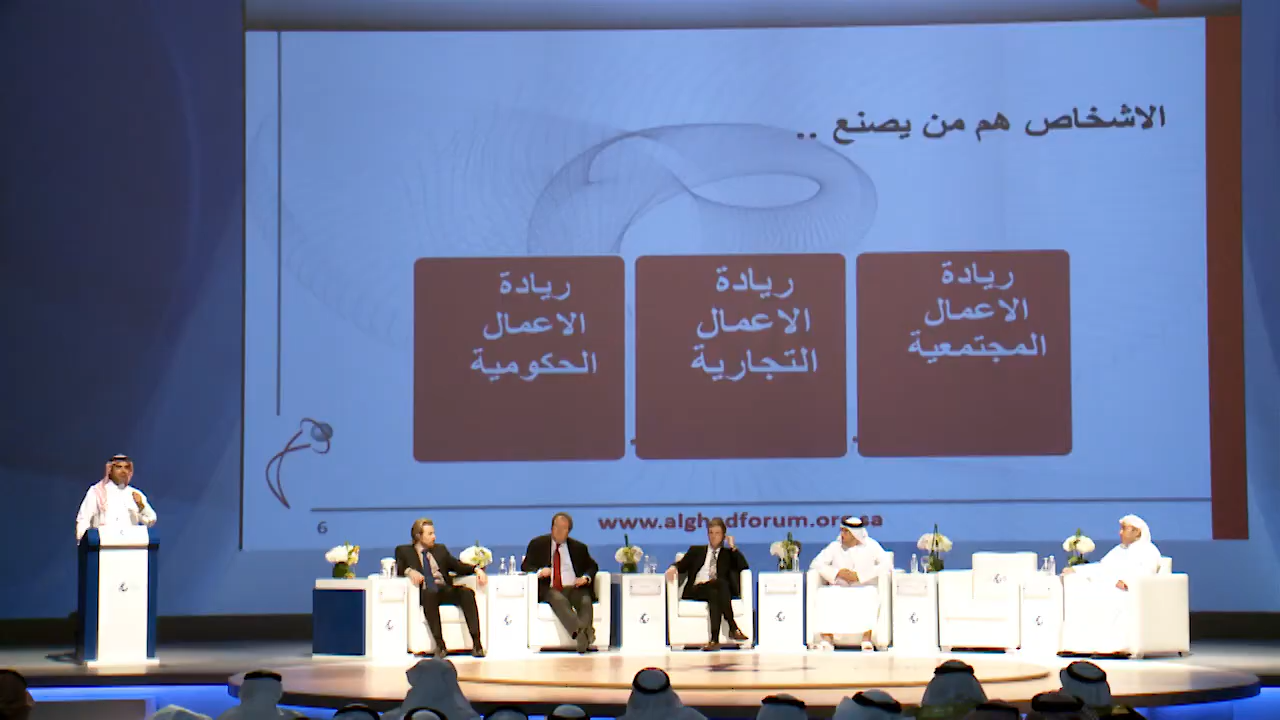 الاشخاص هم من يصنع ..
ريادة
الاعمال
المجتمعية
ريادة
الاعمال
التجارية
ريادة
الاعمال
الحكومية
6
www.alghadforum.org.sa